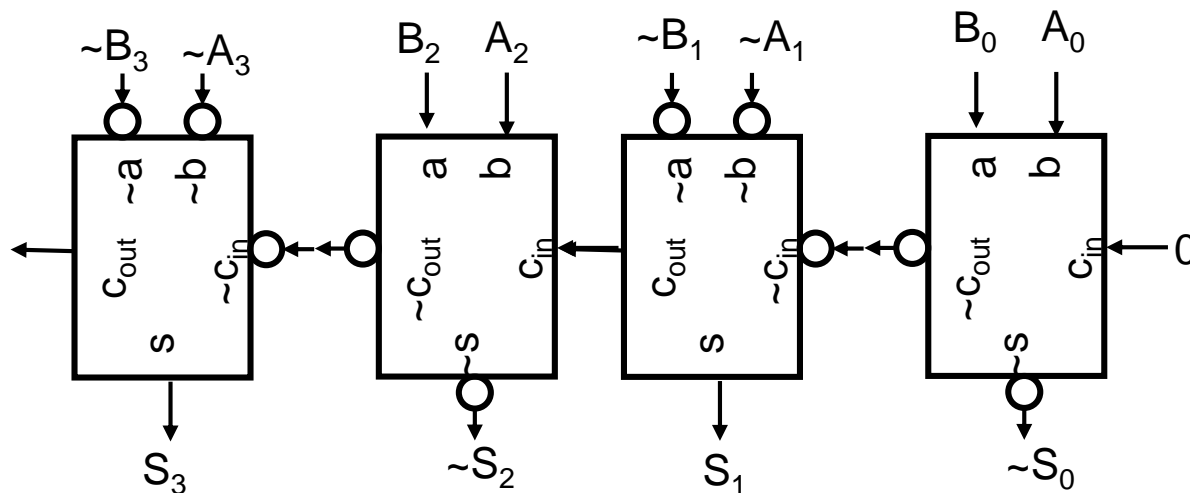 ~B3 ~A3 B2 A2 ~B1 ~A1 B0 A0
~a ~b a b ~a ~b a b
cout ~cin ~cout cin cout ~cin ~cout cin 0
s ~s s ~s
S3 ~S2 S1 ~S0